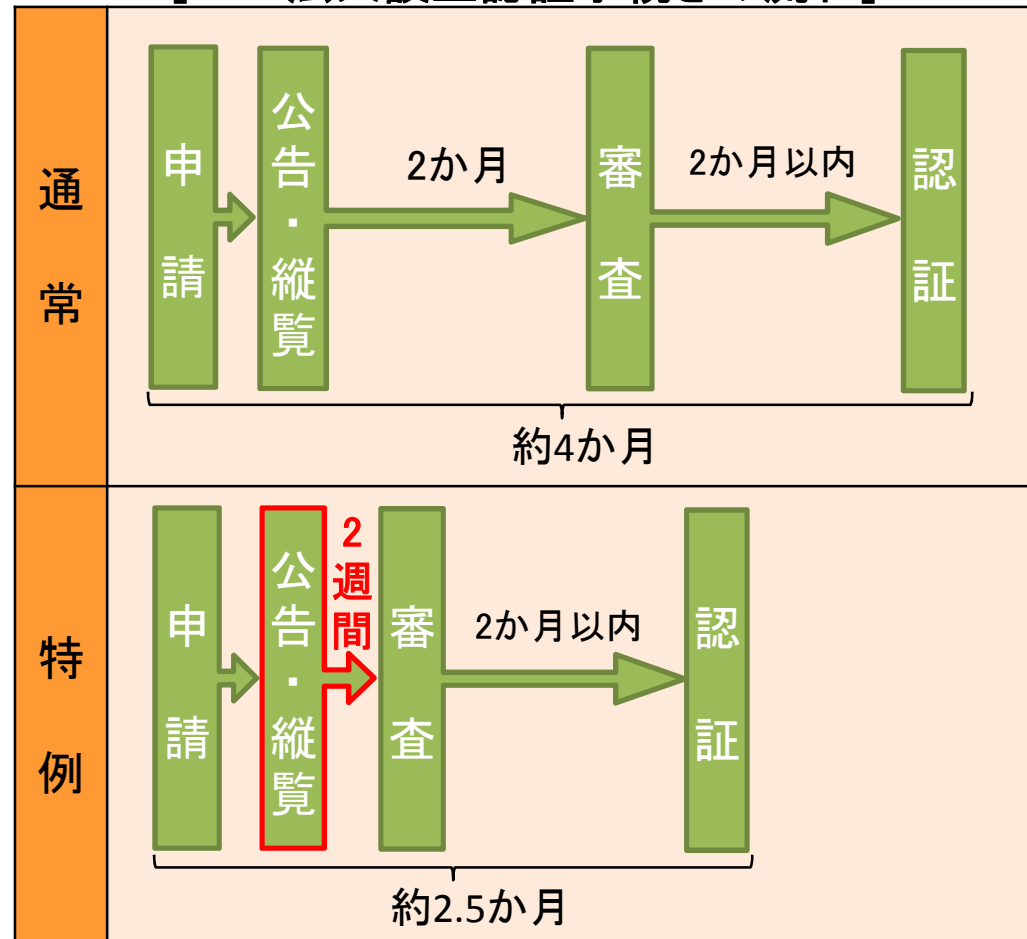 通常
申請
公告・縦覧
2か月
審査
2か月以内
認証
約4か月
特例
申請
公告・縦覧
2週間
審査
2か月以内
認証
約2.5か月